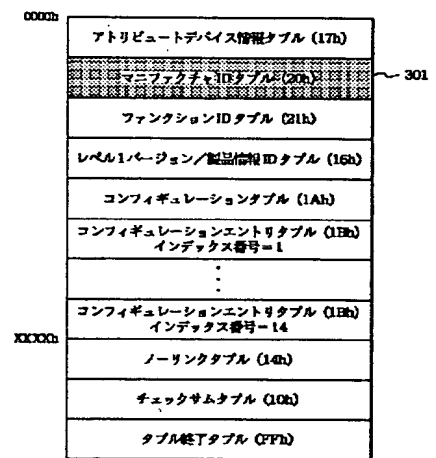 0000h
アトリビュートデバイス情報タプル (17h)
マニファクチャIDタプル (20h)
301
ファンクションIDタプル (21h)
レベル1バージョン/製品情報IDタプル (16h)
コンフィギュレーションタプル (1Ah)
コンフィギュレーションエントリタプル (1Bh)
インデックス番号=1
コンフィギュレーションエントリタプル (1Bh)
インデックス番号=14
XXXXh
ノーリンクタプル (14h)
チェックサムタプル (10h)
タプル終了タプル (FFh)